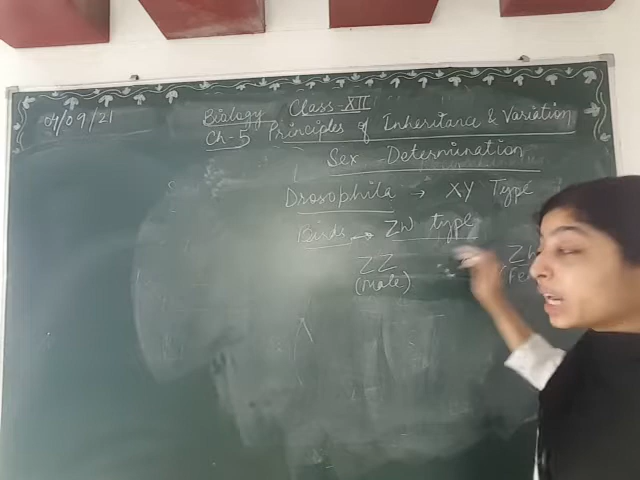 04/09/21
Class-XII
Biology
Ch-5 Principles of Inheritance & Variation
Sex Determination
Drosophila → XY Type
Birds → ZW type
ZZ
(Male)